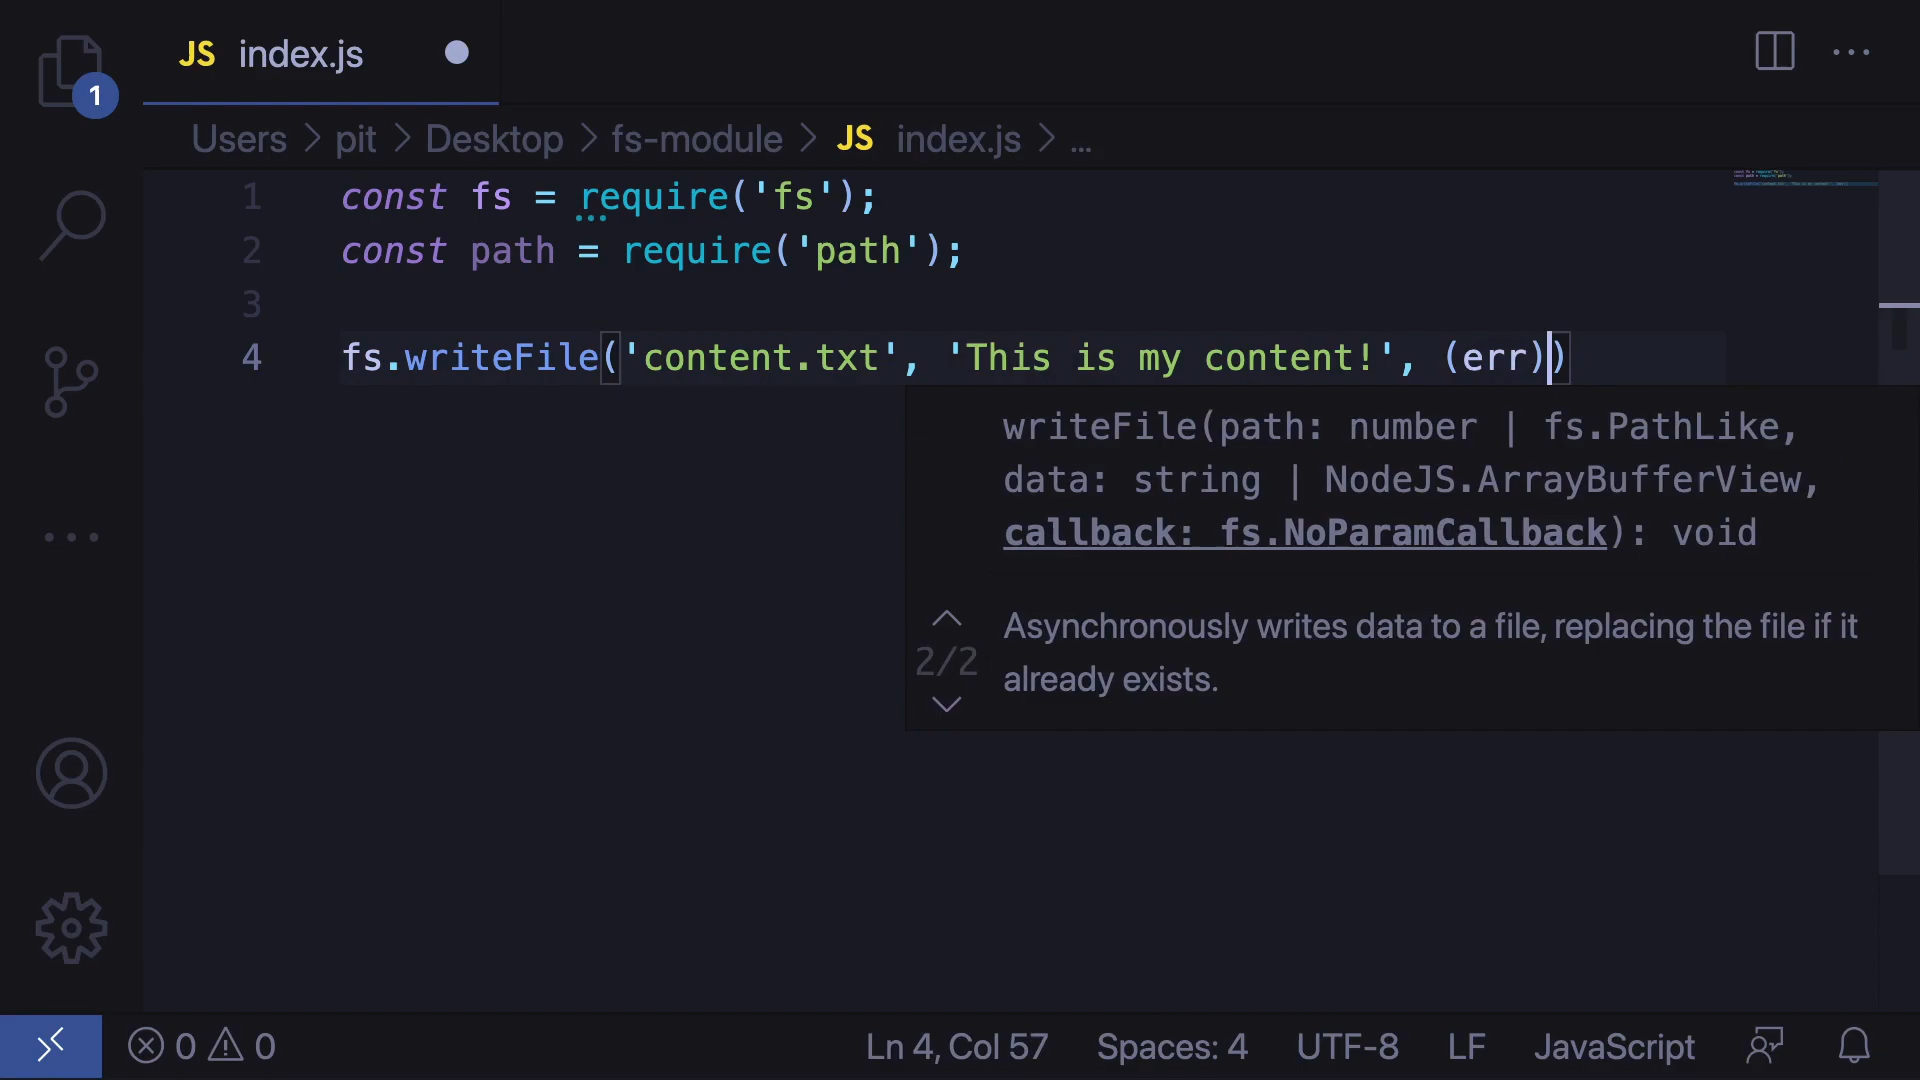 JS index.js
1
Users > pit > Desktop > fs-module > JS index.js > ...
1 const fs = require('fs');
2 const path = require('path');
3
4 fs.writeFile('content.txt', 'This is my content!', (err))
writeFile(path: number | fs.PathLike,
data: string | NodeJS.ArrayBufferView,
callback: fs.NoParamCallback): void
2/2
Asynchronously writes data to a file, replacing the file if it
already exists.
0 0 Ln 4, Col 57 Spaces: 4 UTF-8 LF JavaScript